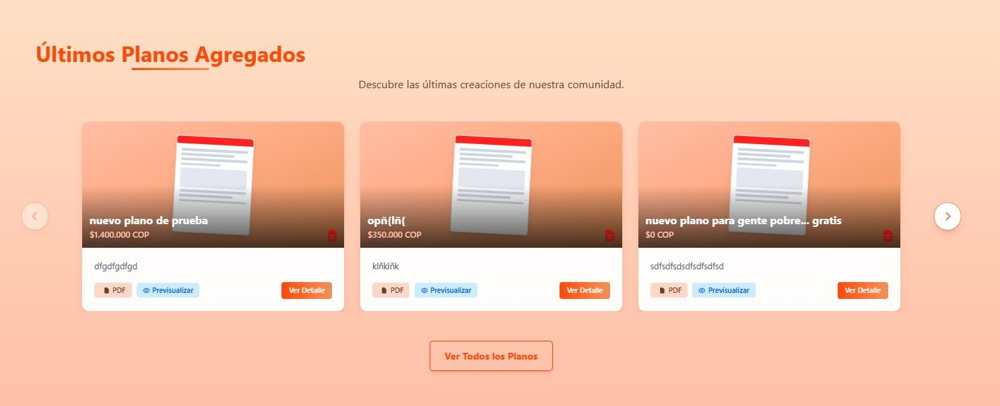 Últimos Planos Agregados
Descubre las últimas creaciones de nuestra comunidad.
nuevo plano de prueba
$1.400.000 COP
dfgdfgdfgd
PDF Previsualizar Ver Detalle
opñ{lñ{
$350.000 COP
klñklñk
PDF Previsualizar Ver Detalle
nuevo plano para gente pobre... gratis
$0 COP
sdfsdfsdsfdsfdsfsd
PDF Previsualizar Ver Detalle
Ver Todos los Planos